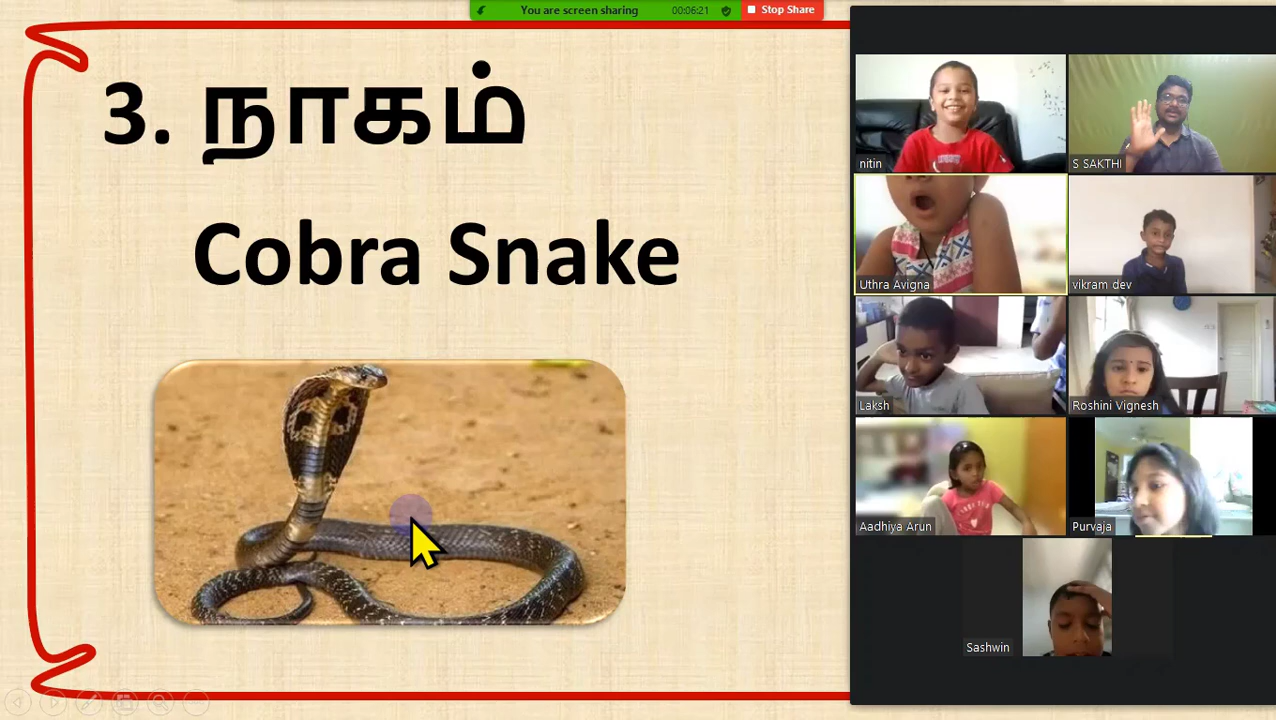 You are screen sharing 00:06:21 Stop Share
3. நாகம்
Cobra Snake
nitin
S SAKTHI
Uthra Avigna
vikram dev
Laksh
Roshini Vignesh
Aadhiya Arun
Purvaja
Sashwin